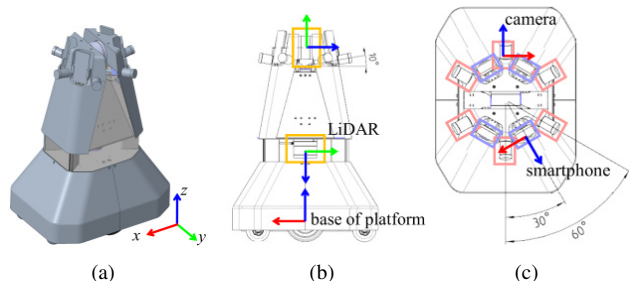 z
x
y
(a)
10°
LiDAR
base of platform
(b)
camera
smartphone
30°
60°
(c)